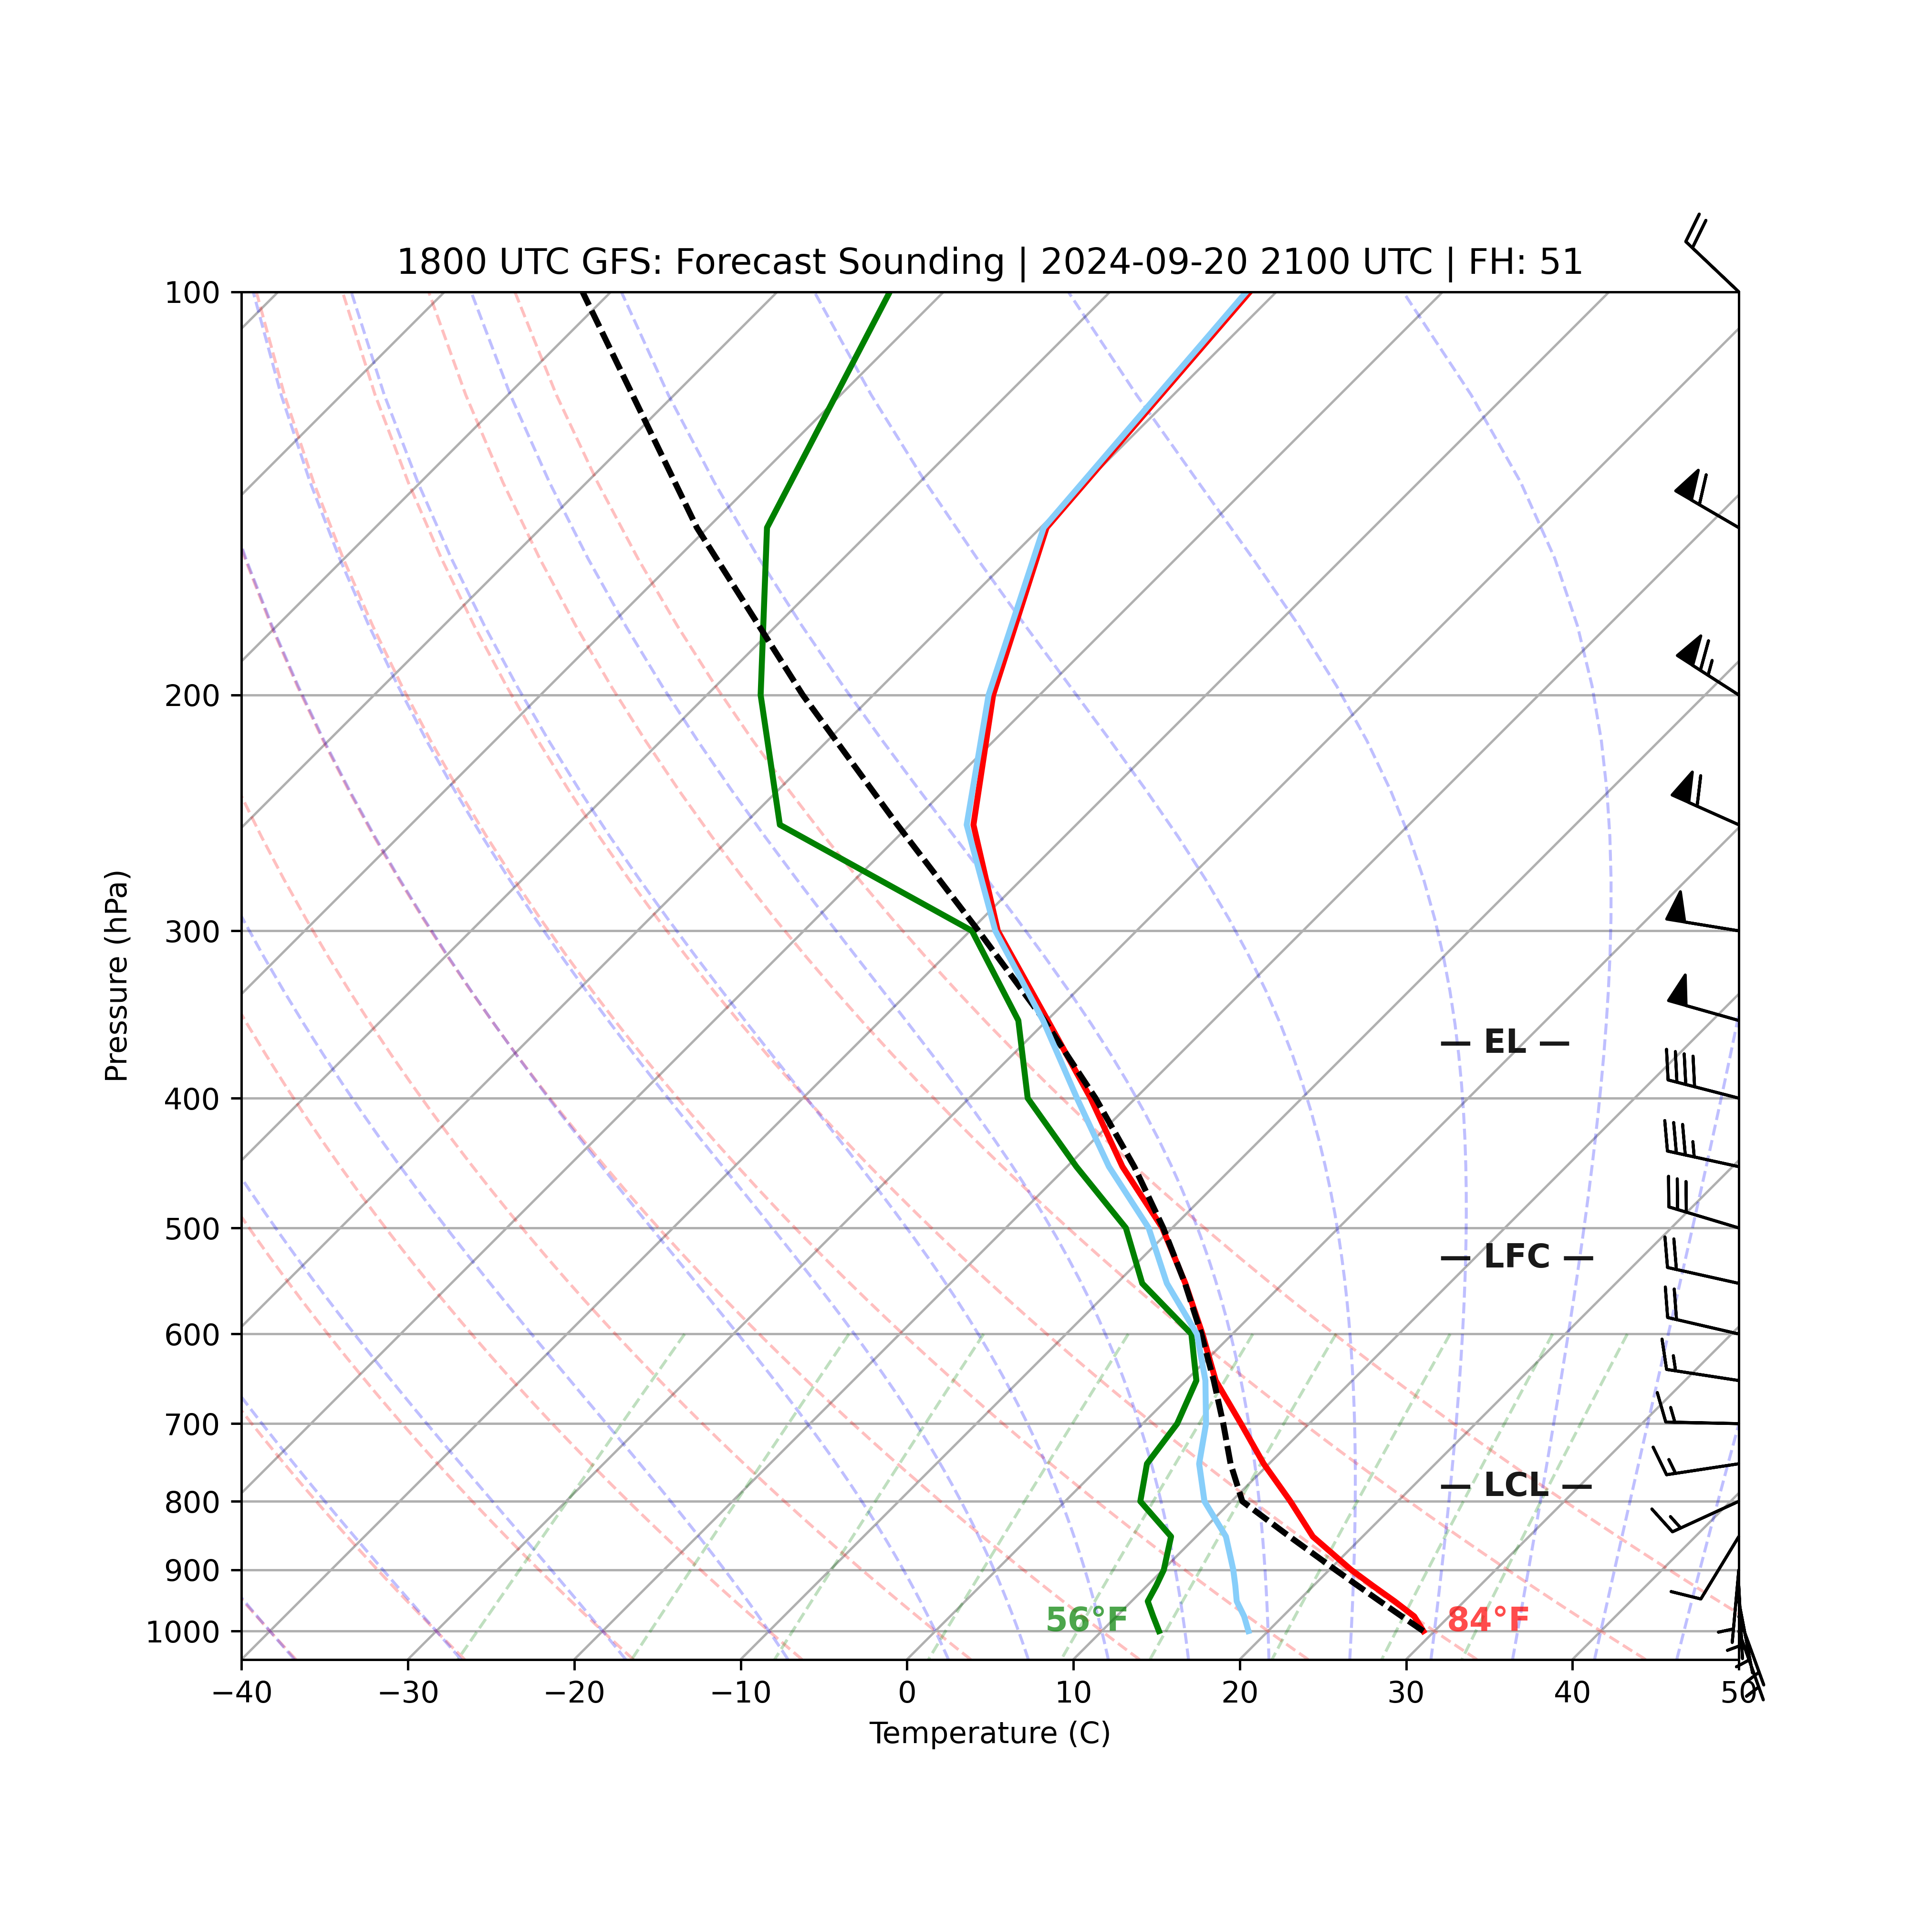 1800 UTC GFS: Forecast Sounding | 2024-09-20 2100 UTC | FH: 51
100
200
300
— EL —
400
500
— LFC —
600
700
— LCL —
800
900
56°F 84°F
1000
Pressure (hPa)
−40 −30 −20 −10 0 10 20 30 40 50
Temperature (C)